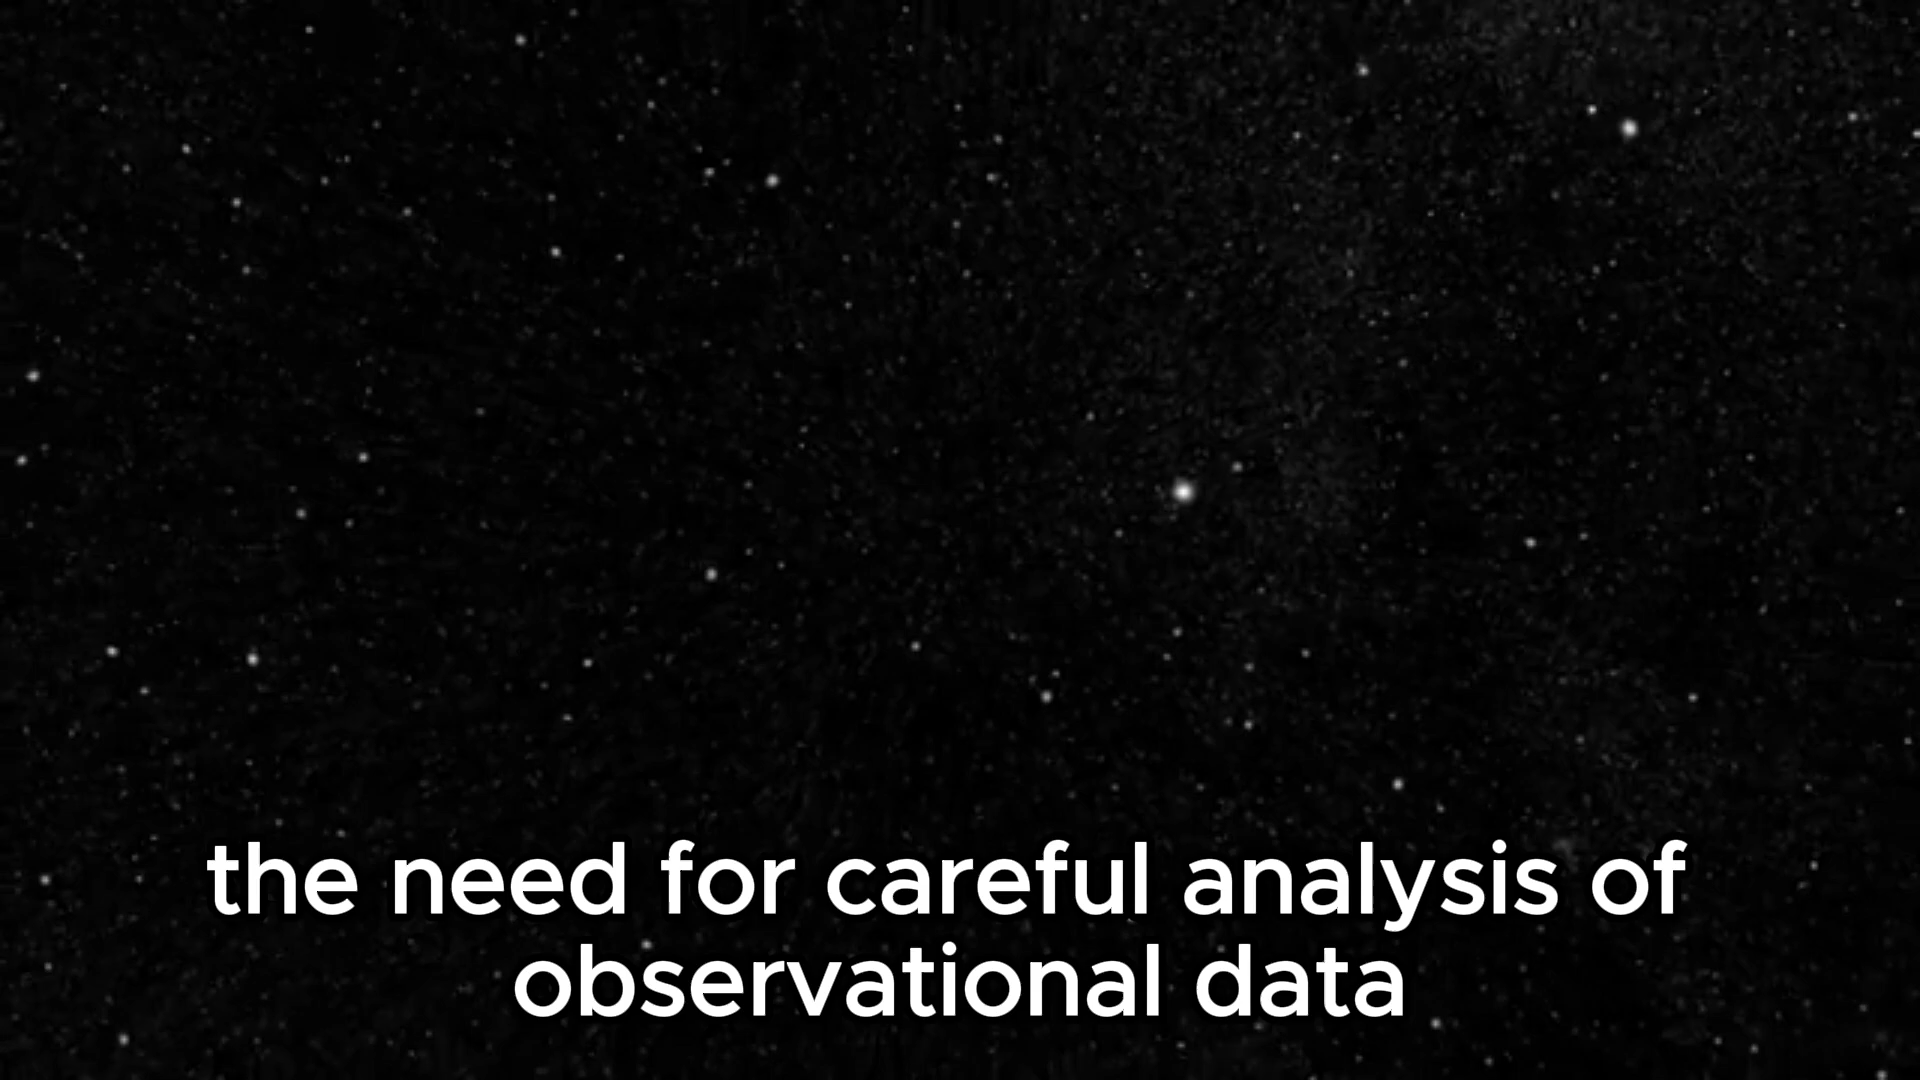 the need for careful analysis of
observational data